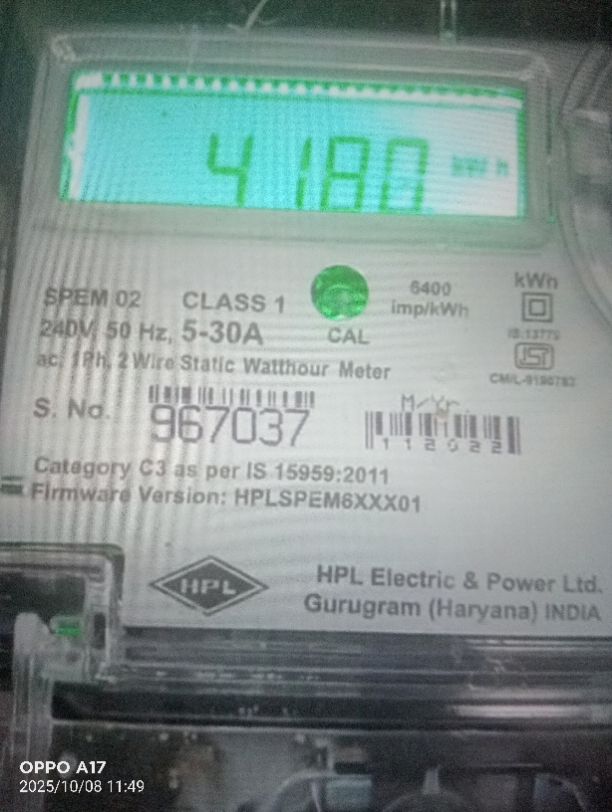 SPEM 02 CLASS 1
6400
imp/kWh
kWh
240V, 50 Hz, 5-30A
CAL
IS:13779
ac, 1Ph, 2 Wire Static Watthour Meter
S. No.
967037
M/Yr.
112022
Category C3 as per IS 15959:2011
Firmware Version: HPLSPEM6XXX01
HPL
HPL Electric & Power Ltd.
Gurugram (Haryana) INDIA
OPPO A17
2025/10/08 11:49